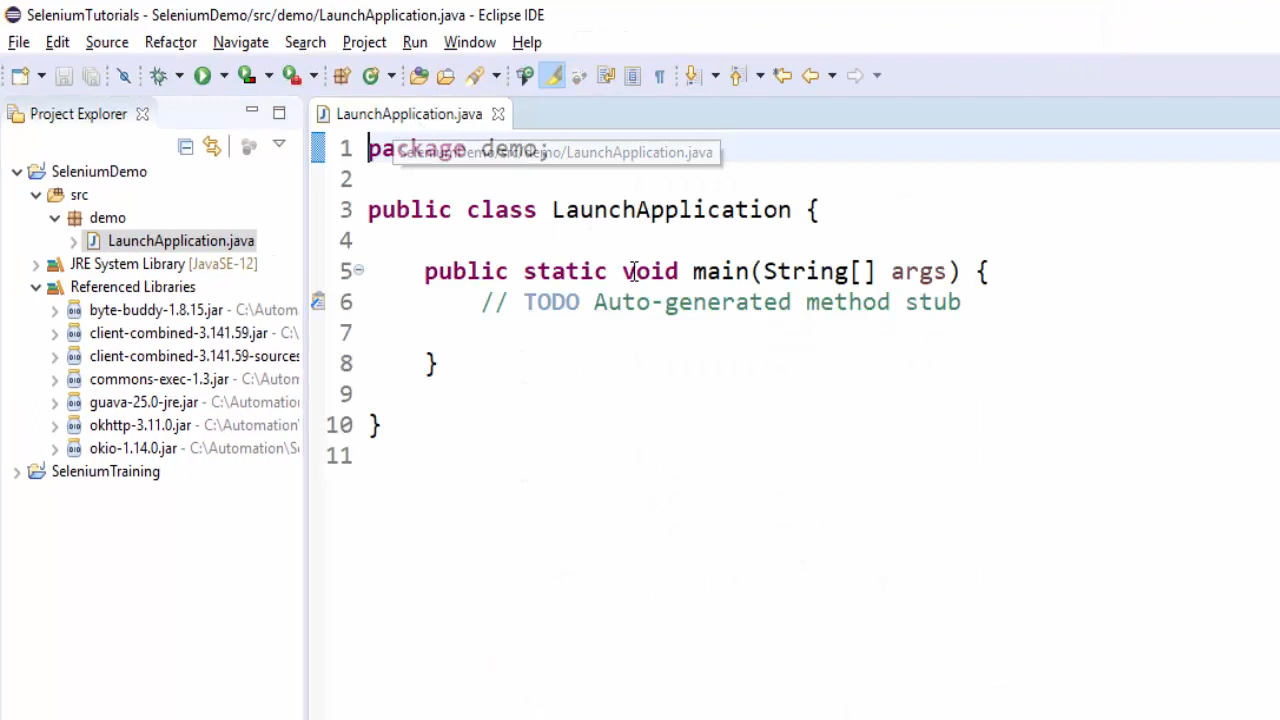 SeleniumTutorials - SeleniumDemo/src/demo/LaunchApplication.java - Eclipse IDE
File Edit Source Refactor Navigate Search Project Run Window Help
Project Explorer
SeleniumDemo
src
demo
LaunchApplication.java
JRE System Library [JavaSE-12]
Referenced Libraries
byte-buddy-1.8.15.jar - C:\Autom
client-combined-3.141.59.jar - C:\
client-combined-3.141.59-sources
commons-exec-1.3.jar - C:\Autom
guava-25.0-jre.jar - C:\Automatio
okhttp-3.11.0.jar - C:\Automation\
okio-1.14.0.jar - C:\Automation\S
SeleniumTraining
LaunchApplication.java
1 package demo;
SeleniumDemo/src/demo/LaunchApplication.java
2
3 public class LaunchApplication {
4
5 public static void main(String[] args) {
6 // TODO Auto-generated method stub
7
8 }
9
10 }
11